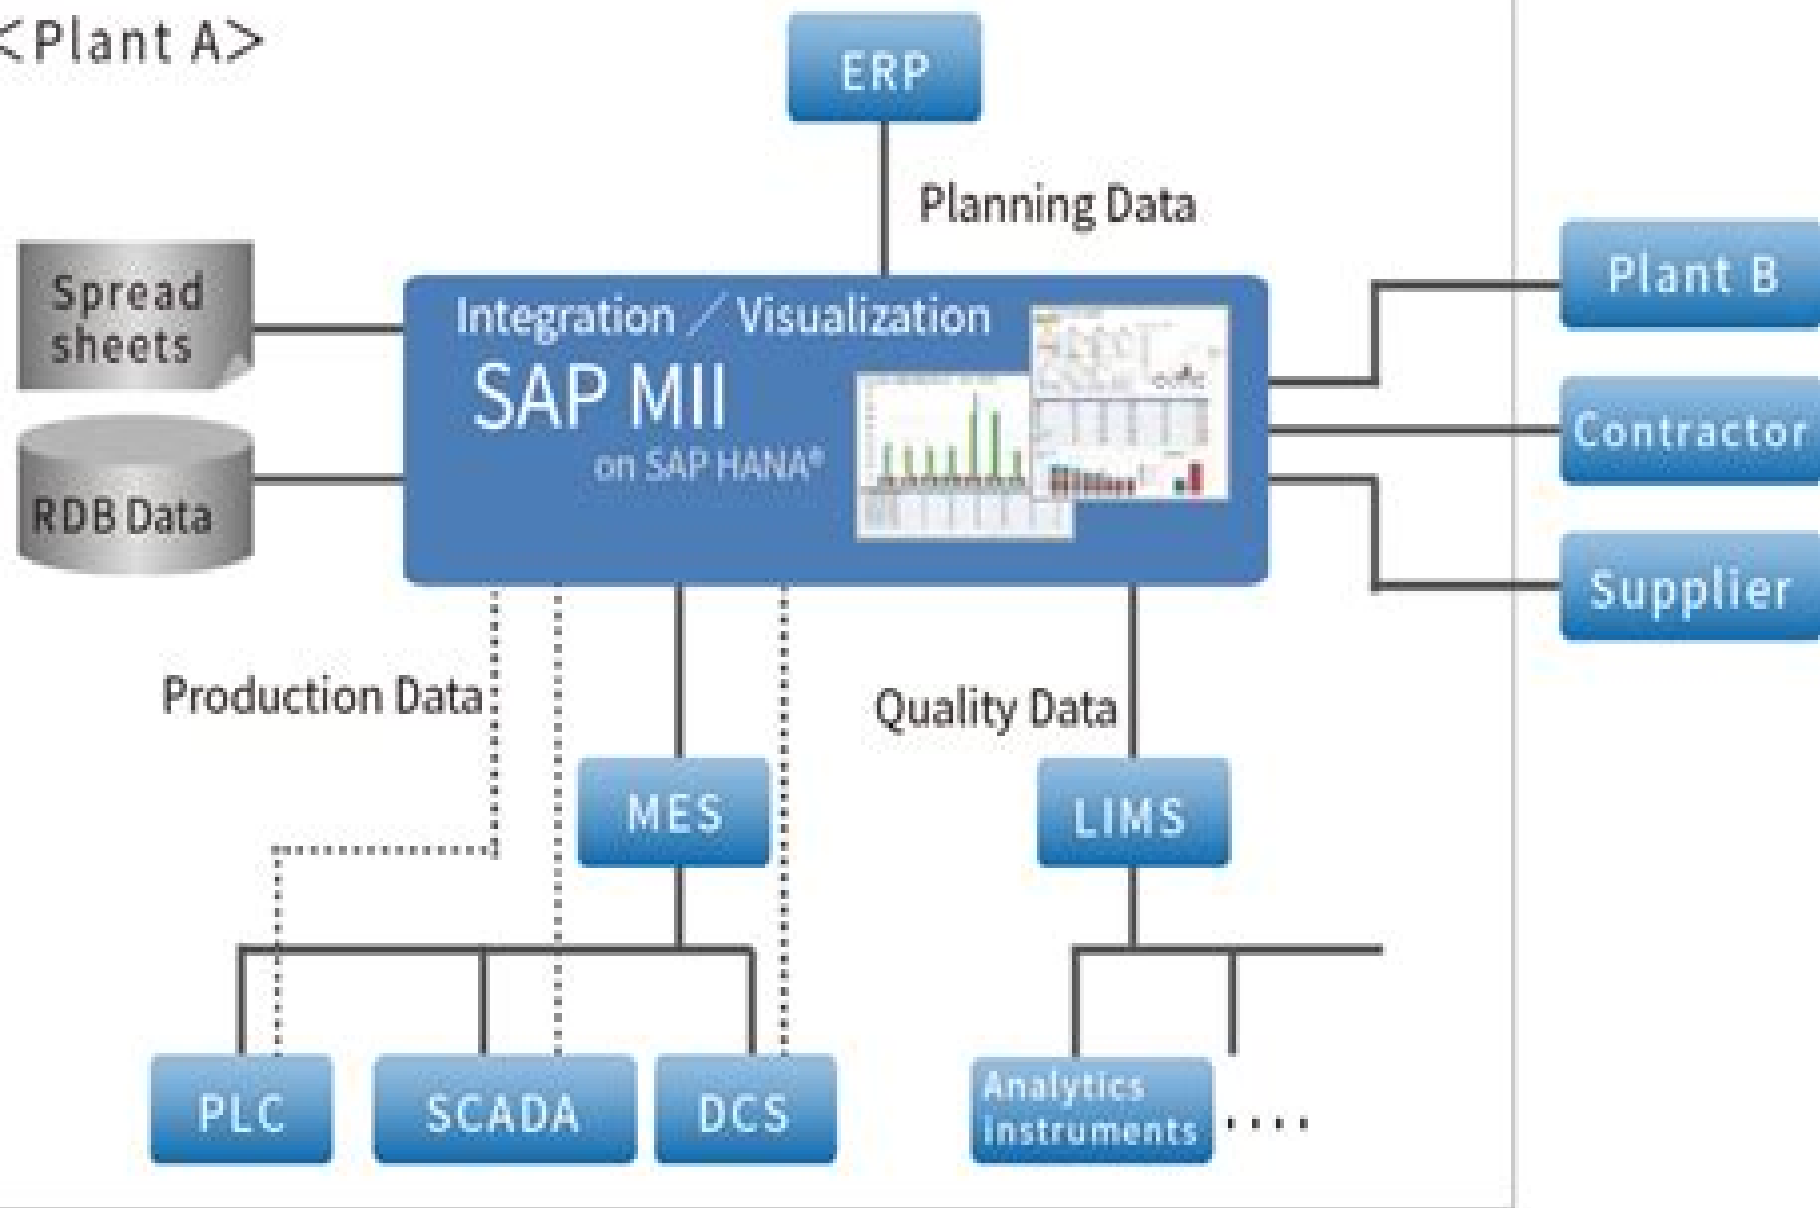 <Plant A>
ERP
Planning Data
Spread
sheets
RDB Data
Integration / Visualization
SAP MII
on SAP HANA®
Plant B
Contractor
Supplier
Production Data
Quality Data
MES
LIMS
PLC
SCADA
DCS
Analytics
instruments
....